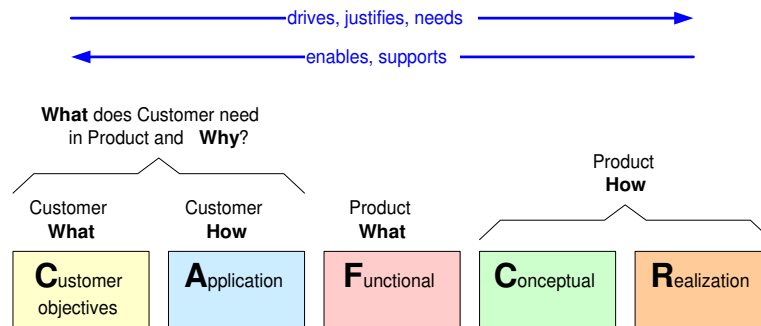 drives, justifies, needs
enables, supports
What does Customer need
in Product and Why?
Product
How
Customer
What
Customer
How
Product
What
Customer
objectives
Application
Functional
Conceptual
Realization